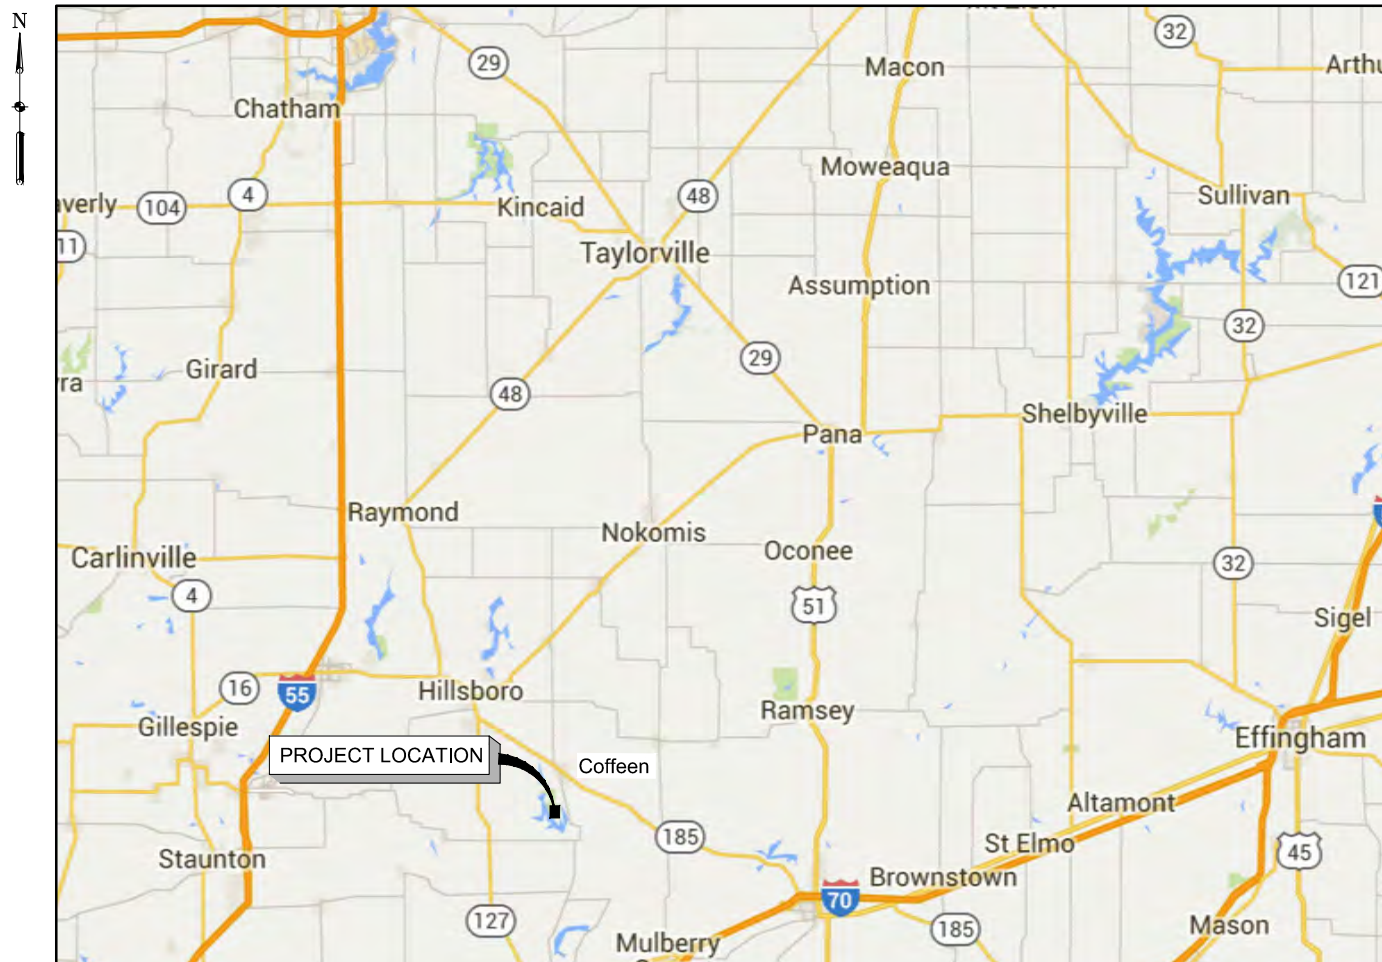 N
32
29
Macon
Arthu
Chatham
Moweaqua
48
4
Sullivan
averly
104
Kincaid
11
Taylorville
121
Assumption
32
29
Girard
ra
48
Shelbyville
Pana
Raymond
Nokomis
Oconee
Carlinville
32
4
51
Sigel
16
55
Hillsboro
Ramsey
Gillespie
Effingham
PROJECT LOCATION
Coffeen
Altamont
185
St Elmo
45
Staunton
Brownstown
70
127
185
Mason
Mulberry